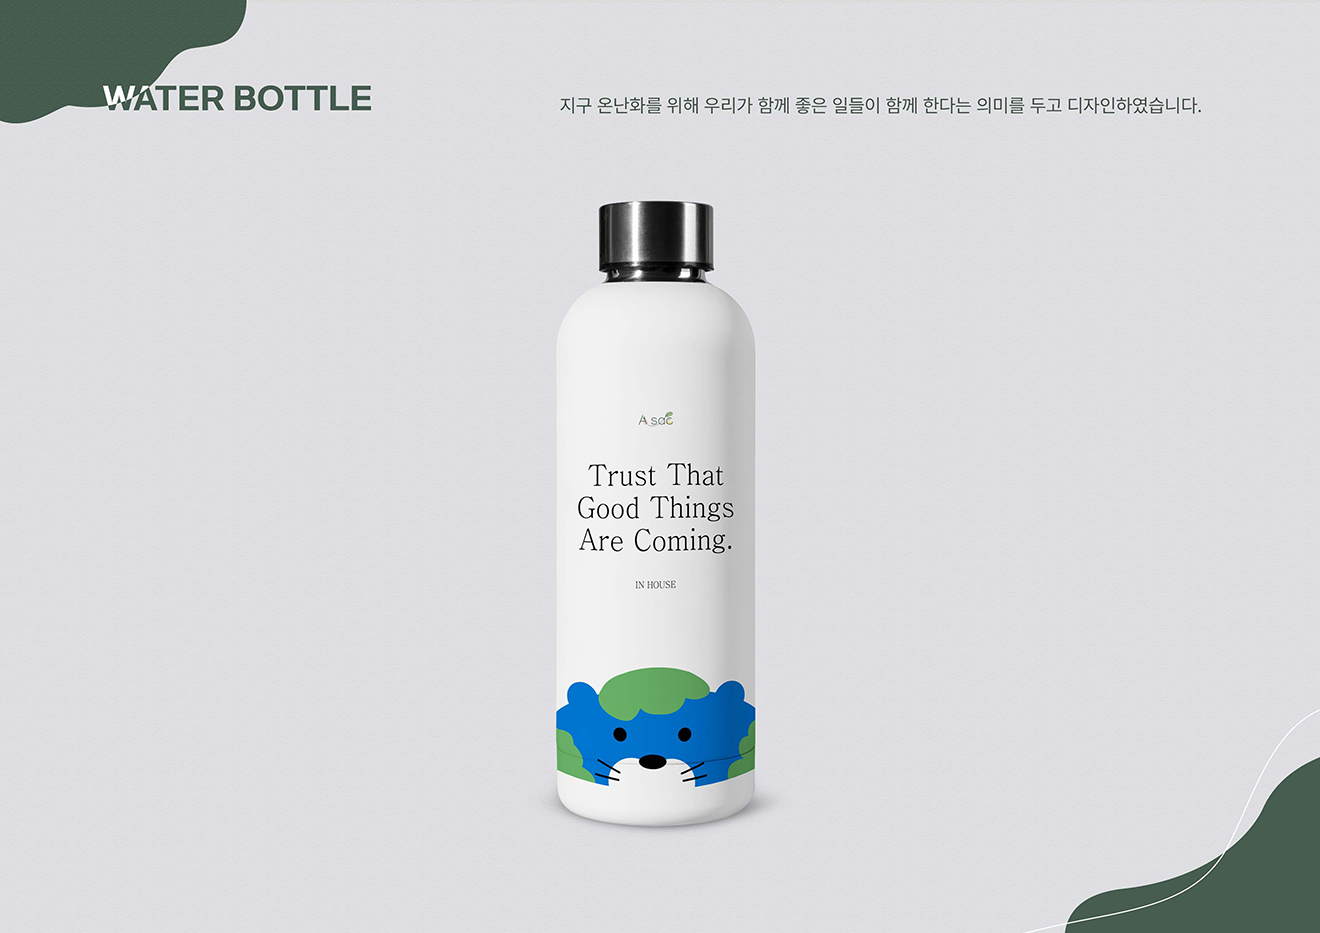 WATER BOTTLE
지구 온난화를 위해 우리가 함께 좋은 일들이 함께 한다는 의미를 두고 디자인하였습니다.
A sac
Trust That
Good Things
Are Coming.
IN HOUSE